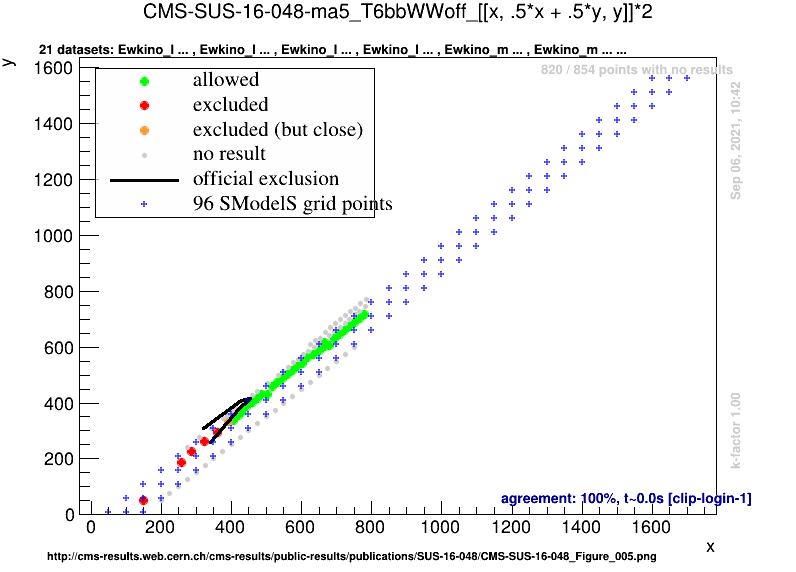 CMS-SUS-16-048-ma5_T6bbWWoff_[[x, .5*x + .5*y, y]]*2
21 datasets: Ewkino_l ... , Ewkino_l ... , Ewkino_l ... , Ewkino_l ... , Ewkino_m ... , Ewkino_m ... ...
y
820 / 854 points with no results
allowed
excluded
excluded (but close)
no result
official exclusion
96 SModelS grid points
1600
1400
1200
1000
800
600
400
200
0
0 200 400 600 800 1000 1200 1400 1600
x
Sep 06, 2021, 10:42
k-factor 1.00
agreement: 100%, t~0.0s [clip-login-1]
http://cms-results.web.cern.ch/cms-results/public-results/publications/SUS-16-048/CMS-SUS-16-048_Figure_005.png